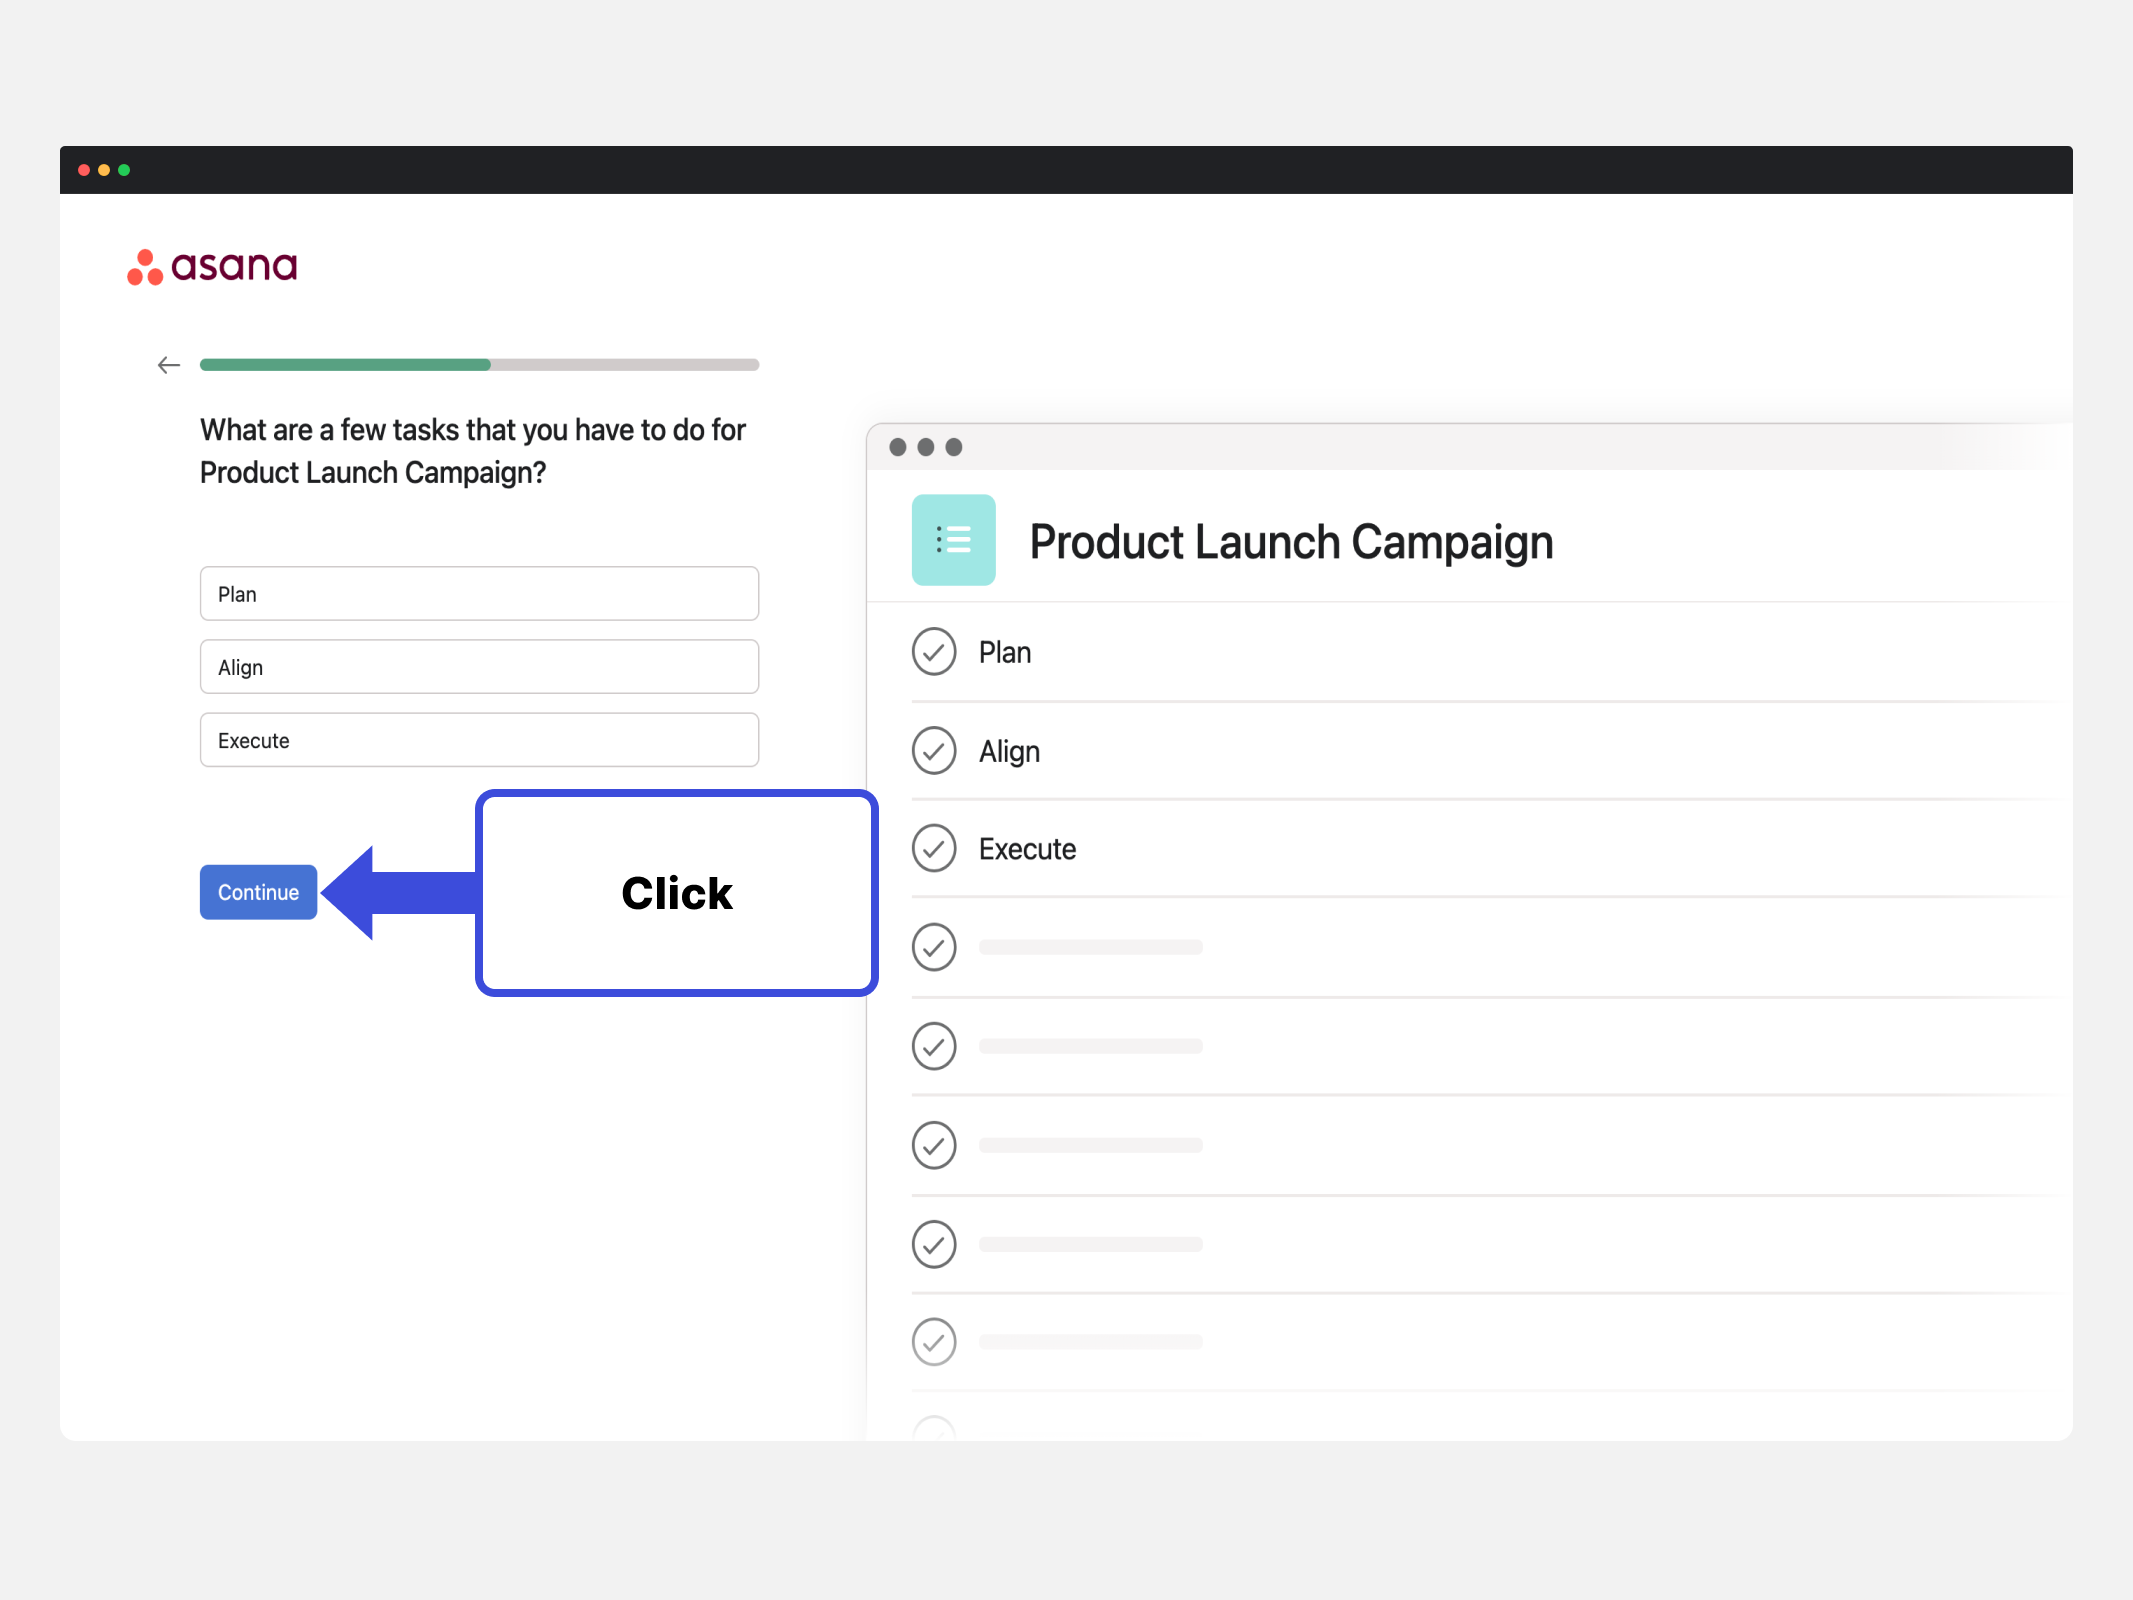 asana
What are a few tasks that you have to do for
Product Launch Campaign?
Plan
Align
Execute
Continue
Click
Product Launch Campaign
Plan
Align
Execute